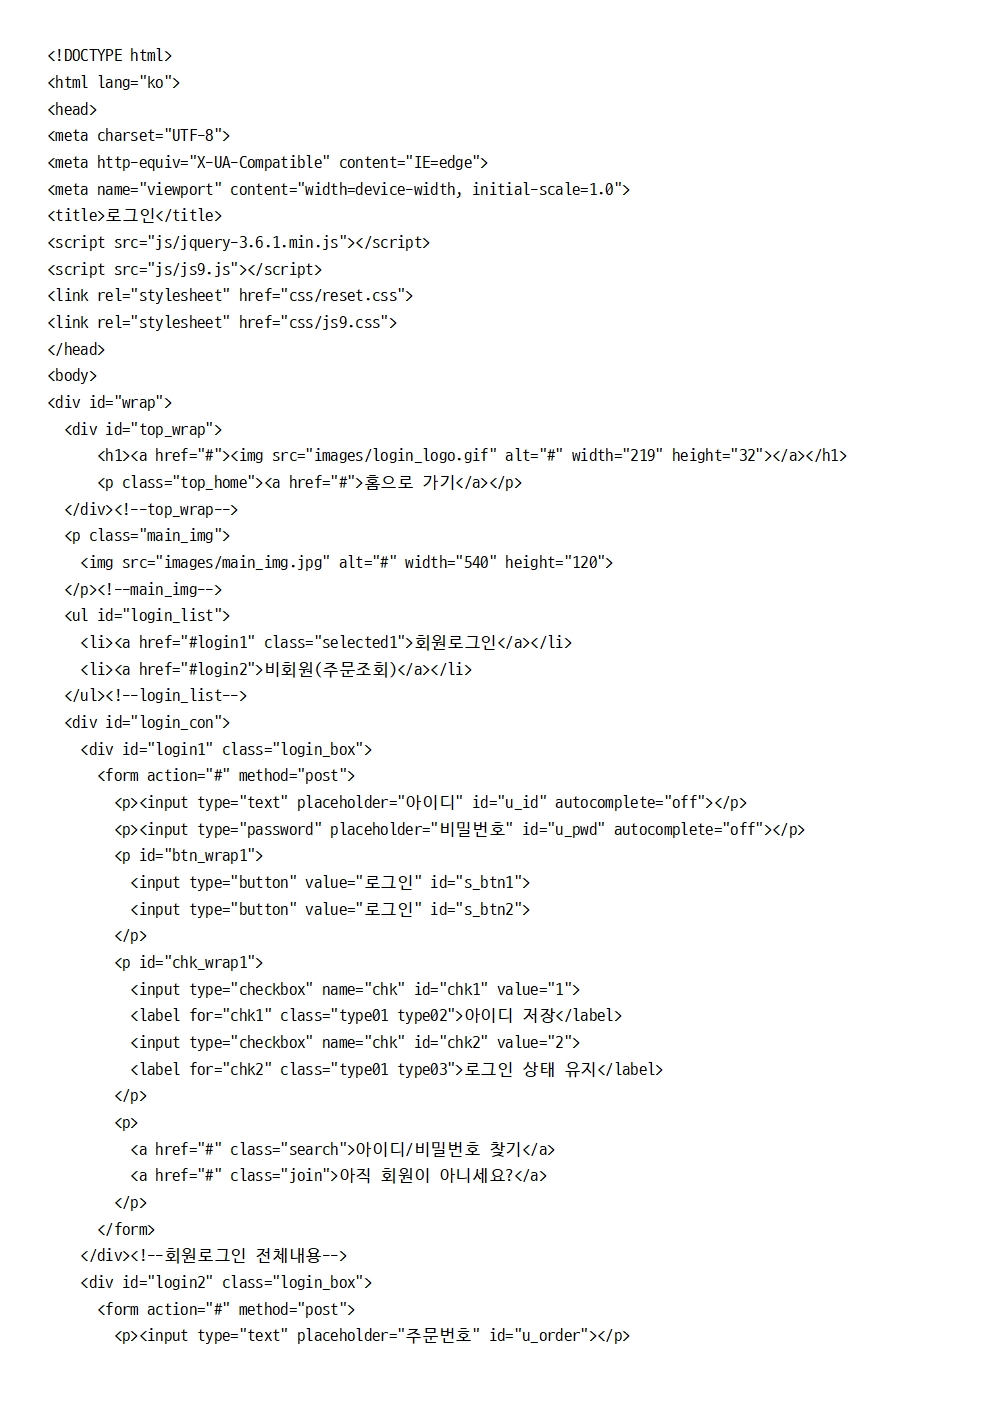 <!DOCTYPE html>
<html lang="ko">
<head>
<meta charset="UTF-8">
<meta http-equiv="X-UA-Compatible" content="IE=edge">
<meta name="viewport" content="width=device-width, initial-scale=1.0">
<title>로그인</title>
<script src="js/jquery-3.6.1.min.js"></script>
<script src="js/js9.js"></script>
<link rel="stylesheet" href="css/reset.css">
<link rel="stylesheet" href="css/js9.css">
</head>
<body>
<div id="wrap">
  <div id="top_wrap">
      <h1><a href="#"><img src="images/login_logo.gif" alt="#" width="219" height="32"></a></h1>
      <p class="top_home"><a href="#">홈으로 가기</a></p>
  </div><!--top_wrap-->
  <p class="main_img">
    <img src="images/main_img.jpg" alt="#" width="540" height="120">
  </p><!--main_img-->
  <ul id="login_list">
    <li><a href="#login1" class="selected1">회원로그인</a></li>
    <li><a href="#login2">비회원(주문조회)</a></li>
  </ul><!--login_list-->
  <div id="login_con">
    <div id="login1" class="login_box">
      <form action="#" method="post">
        <p><input type="text" placeholder="아이디" id="u_id" autocomplete="off"></p>
        <p><input type="password" placeholder="비밀번호" id="u_pwd" autocomplete="off"></p>
        <p id="btn_wrap1">
          <input type="button" value="로그인" id="s_btn1">
          <input type="button" value="로그인" id="s_btn2">
        </p>
        <p id="chk_wrap1">
          <input type="checkbox" name="chk" id="chk1" value="1">
          <label for="chk1" class="type01 type02">아이디 저장</label>
          <input type="checkbox" name="chk" id="chk2" value="2">
          <label for="chk2" class="type01 type03">로그인 상태 유지</label>
        </p>
        <p>
          <a href="#" class="search">아이디/비밀번호 찾기</a>
          <a href="#" class="join">아직 회원이 아니세요?</a>
        </p>
      </form>
    </div><!--회원로그인 전체내용-->
    <div id="login2" class="login_box">
      <form action="#" method="post">
        <p><input type="text" placeholder="주문번호" id="u_order"></p>